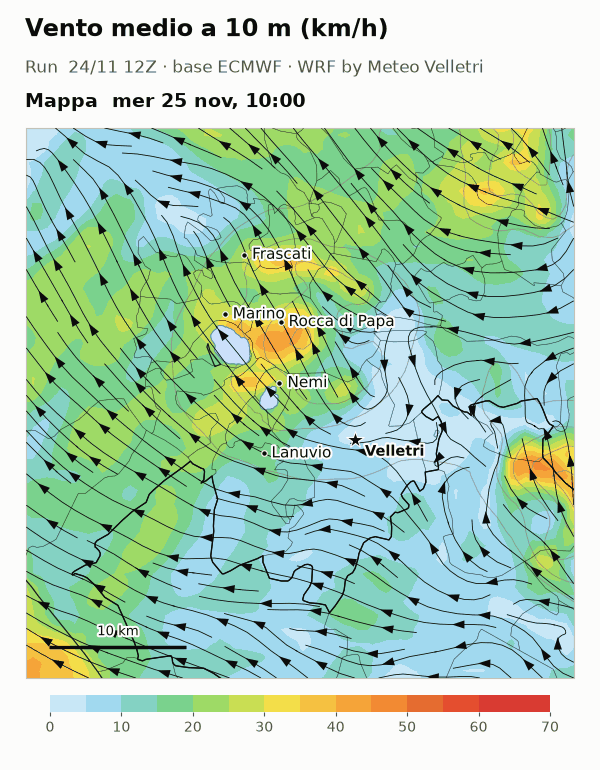 Vento medio a 10 m (km/h)
Run 24/11 12Z · base ECMWF · WRF by Meteo Velletri
Mappa mer 25 nov, 10:00
Frascati
Marino
Rocca di Papa
Nemi
Velletri
Lanuvio
10 km
0 10 20 30 40 50 60 70